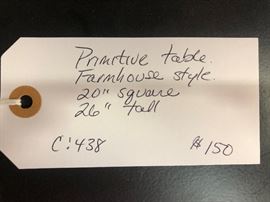 Primitive table.
Farmhouse style.
20" square
26" tall
C:438 $150